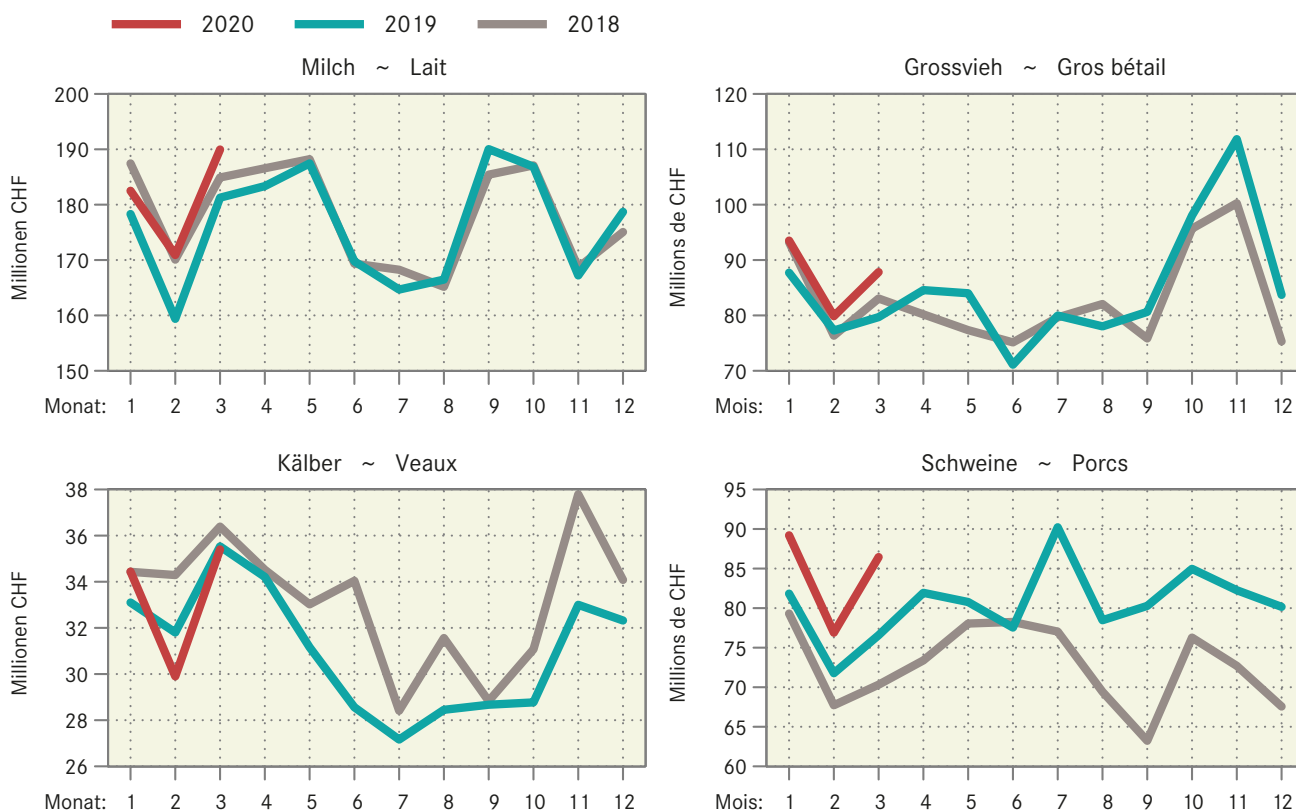 2020 2019 2018
Milch ~ Lait
Millionen CHF
200
190
180
170
160
150
Monat: 1 2 3 4 5 6 7 8 9 10 11 12
Grossvieh ~ Gros bétail
Millions de CHF
120
110
100
90
80
70
Mois: 1 2 3 4 5 6 7 8 9 10 11 12
Kälber ~ Veaux
Millionen CHF
38
36
34
32
30
28
26
Monat: 1 2 3 4 5 6 7 8 9 10 11 12
Schweine ~ Porcs
Millions de CHF
95
90
85
80
75
70
65
60
Mois: 1 2 3 4 5 6 7 8 9 10 11 12